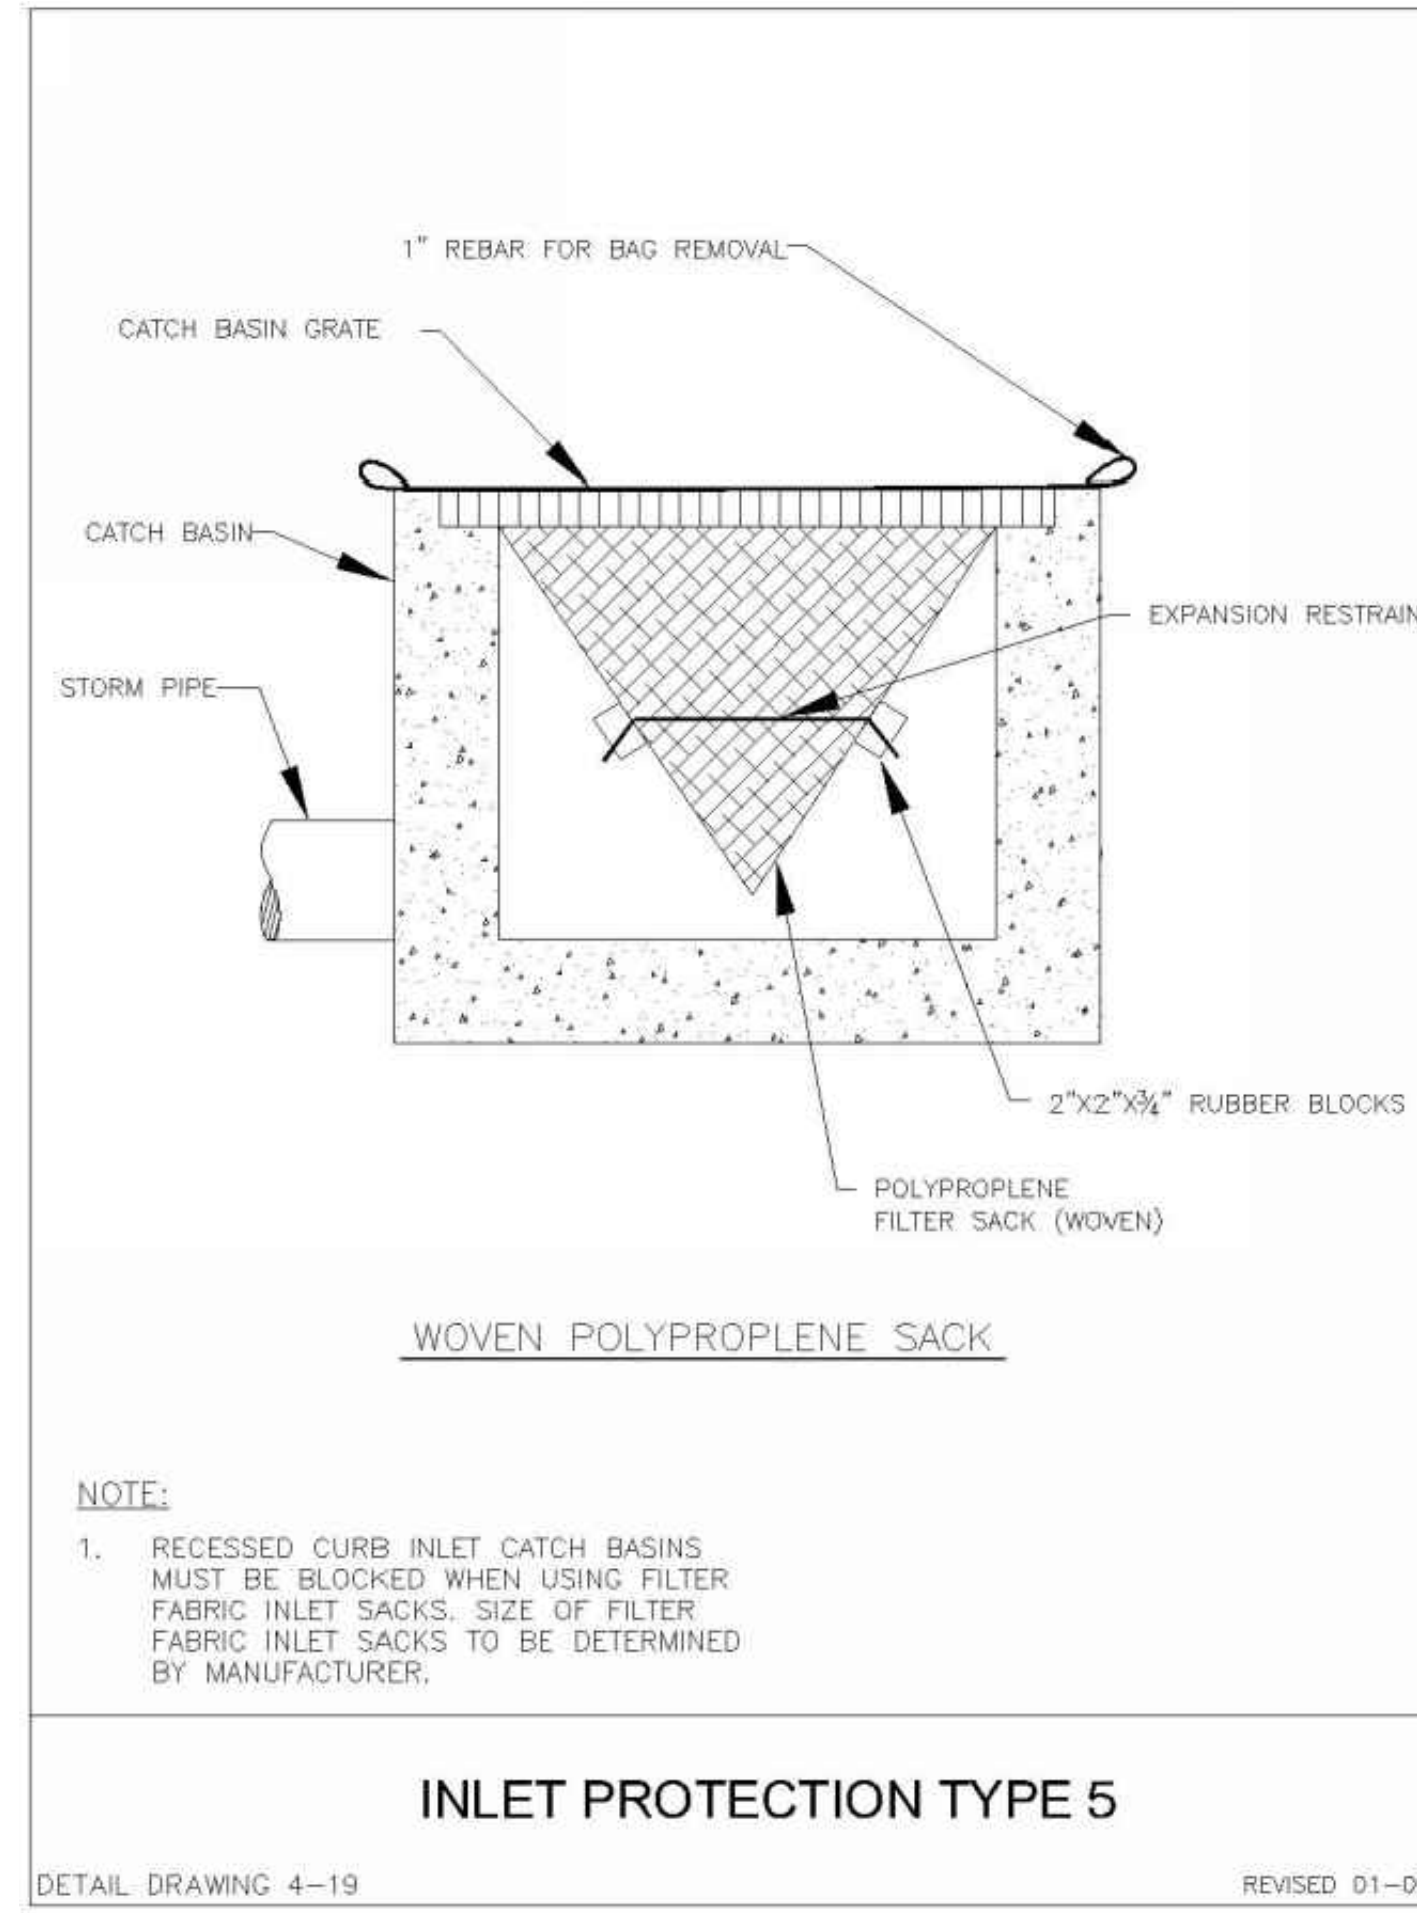 1" REBAR FOR BAG REMOVAL
CATCH BASIN GRATE
CATCH BASIN
EXPANSION RESTRAIN
STORM PIPE
2"X2"X¾" RUBBER BLOCKS
POLYPROPLENE
FILTER SACK (WOVEN)
WOVEN POLYPROPLENE SACK
NOTE:
1. RECESSED CURB INLET CATCH BASINS
MUST BE BLOCKED WHEN USING FILTER
FABRIC INLET SACKS. SIZE OF FILTER
FABRIC INLET SACKS TO BE DETERMINED
BY MANUFACTURER.
INLET PROTECTION TYPE 5
DETAIL DRAWING 4-19
REVISED 01-0